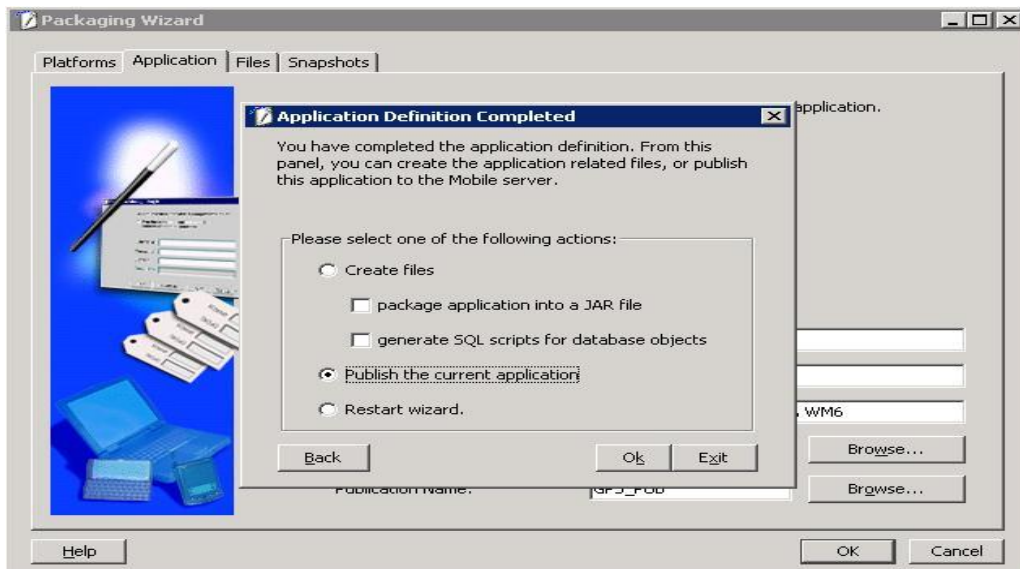 Packaging Wizard
Platforms Application Files Snapshots
application.
Application Definition Completed
You have completed the application definition. From this
panel, you can create the application related files, or publish
this application to the Mobile server.
Please select one of the following actions:
Create files
package application into a JAR file
generate SQL scripts for database objects
Publish the current application
Restart wizard.
WM6
Back Ok Exit
Browse...
Publication Name: Browse...
Help OK Cancel